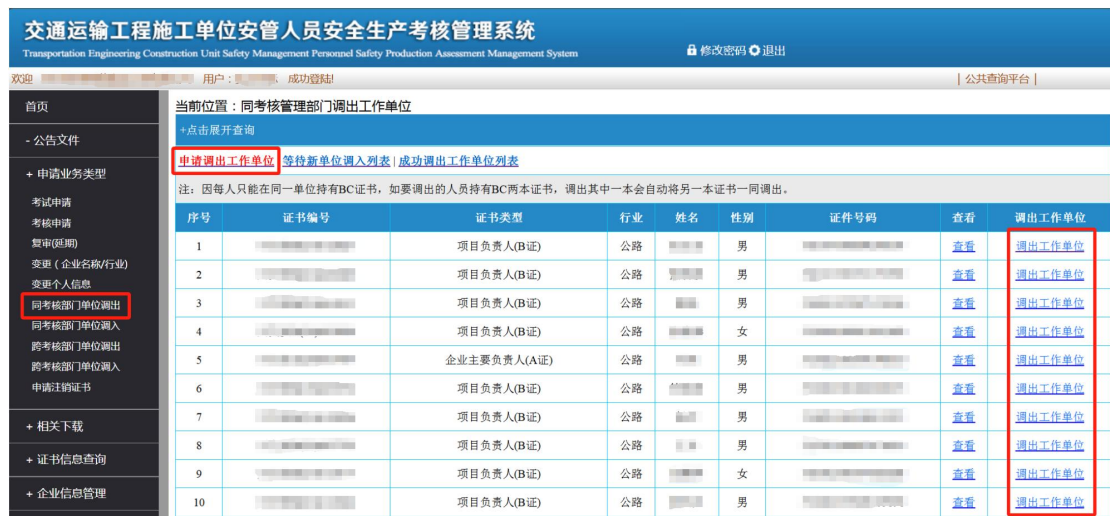 交通运输工程施工单位安管人员安全生产考核管理系统
Transportation Engineering Construction Unit Safety Management Personnel Safety Production Assessment Management System
修改密码 退出
欢迎 用户： 成功登陆! | 公共查询平台 |
首页
- 公告文件
+ 申请业务类型
考试申请
考核申请
复审(延期)
变更 ( 企业名称/行业)
变更个人信息
同考核部门单位调出
同考核部门单位调入
跨考核部门单位调出
跨考核部门单位调入
申请注销证书
+ 相关下载
+ 证书信息查询
+ 企业信息管理
当前位置：同考核管理部门调出工作单位
+点击展开查询
申请调出工作单位 等待新单位调入列表 | 成功调出工作单位列表
注：因每人只能在同一单位持有BC证书，如要调出的人员持有BC两本证书，调出其中一本会自动将另一本证书一同调出。
序号 证书编号 证书类型 行业 姓名 性别 证件号码 查看 调出工作单位
1 项目负责人(B证) 公路 男 查看 调出工作单位
2 项目负责人(B证) 公路 男 查看 调出工作单位
3 项目负责人(B证) 公路 男 查看 调出工作单位
4 项目负责人(B证) 公路 女 查看 调出工作单位
5 企业主要负责人(A证) 公路 男 查看 调出工作单位
6 项目负责人(B证) 公路 男 查看 调出工作单位
7 项目负责人(B证) 公路 男 查看 调出工作单位
8 项目负责人(B证) 公路 男 查看 调出工作单位
9 项目负责人(B证) 公路 女 查看 调出工作单位
10 项目负责人(B证) 公路 男 查看 调出工作单位